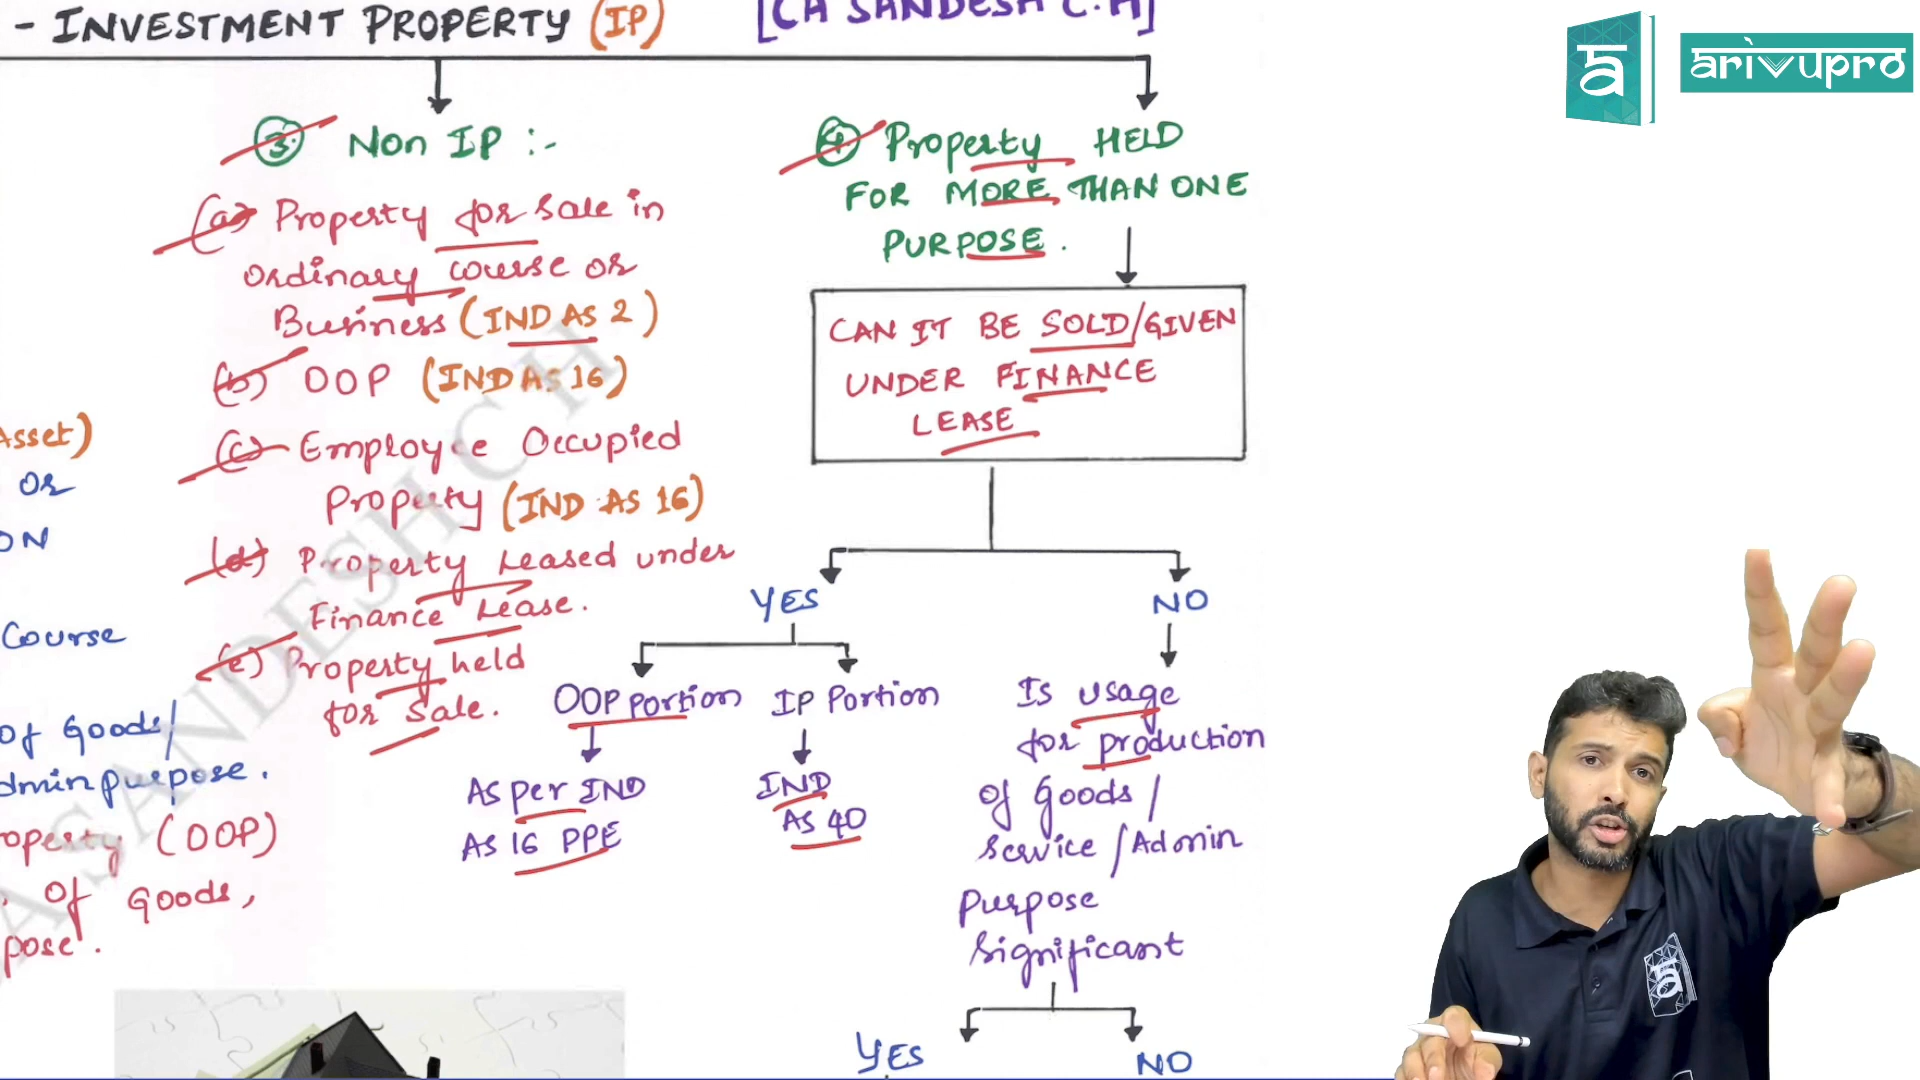 - INVESTMENT PROPERTY (IP)
[CA SANDESH C.H]
arivupro
Asset)
or
ON
Course
of Goods/
dminpurpose.
operty (OOP)
of Goods,
pose.
③ Non IP :-
(a) Property for sale in
ordinary course or
Business (IND AS 2)
(b) OOP (IND AS 16)
(c) Employee Occupied
Property (IND AS 16)
(d) Property Leased under
Finance Lease.
(e) Property held
for sale.
④ Property HELD
FOR MORE THAN ONE
PURPOSE.
CAN IT BE SOLD/GIVEN
UNDER FINANCE
LEASE
YES
NO
OOP portion
IP Portion
As per IND
AS 16 PPE
IND
AS 40
Is usage
for production
of goods/
service/Admin
Purpose
significant
YES
NO
A SANDESH C H